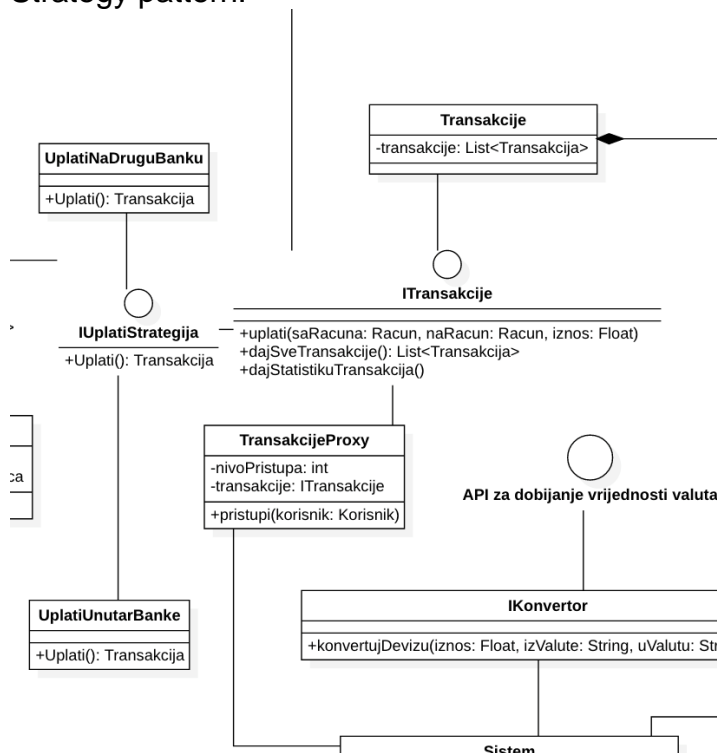 Strategy pattern:
Transakcije
-transakcije: List<Transakcija>
UplatiNaDruguBanku
+Uplati(): Transakcija
ITransakcije
IUplatiStrategija
+Uplati(): Transakcija
+uplati(saRacuna: Racun, naRacun: Racun, iznos: Float)
+dajSveTransakcije(): List<Transakcija>
+dajStatistikuTransakcija()
>
ca
TransakcijeProxy
-nivoPristupa: int
-transakcije: ITransakcije
+pristupi(korisnik: Korisnik)
API za dobijanje vrijednosti valuta
UplatiUnutarBanke
+Uplati(): Transakcija
IKonvertor
+konvertujDevizu(iznos: Float, izValute: String, uValutu: Str
Sistem